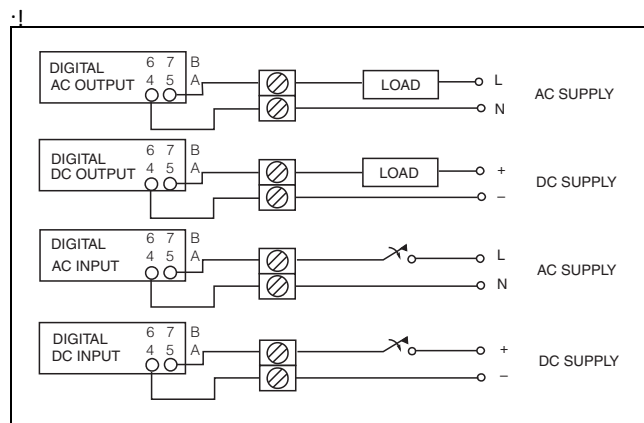 ·!
DIGITAL 6 7 B
AC OUTPUT 4 5 A LOAD L
N
AC SUPPLY
DIGITAL 6 7 B
DC OUTPUT 4 5 A LOAD +
–
DC SUPPLY
DIGITAL 6 7 B
AC INPUT 4 5 A L
N
AC SUPPLY
DIGITAL 6 7 B
DC INPUT 4 5 A +
–
DC SUPPLY